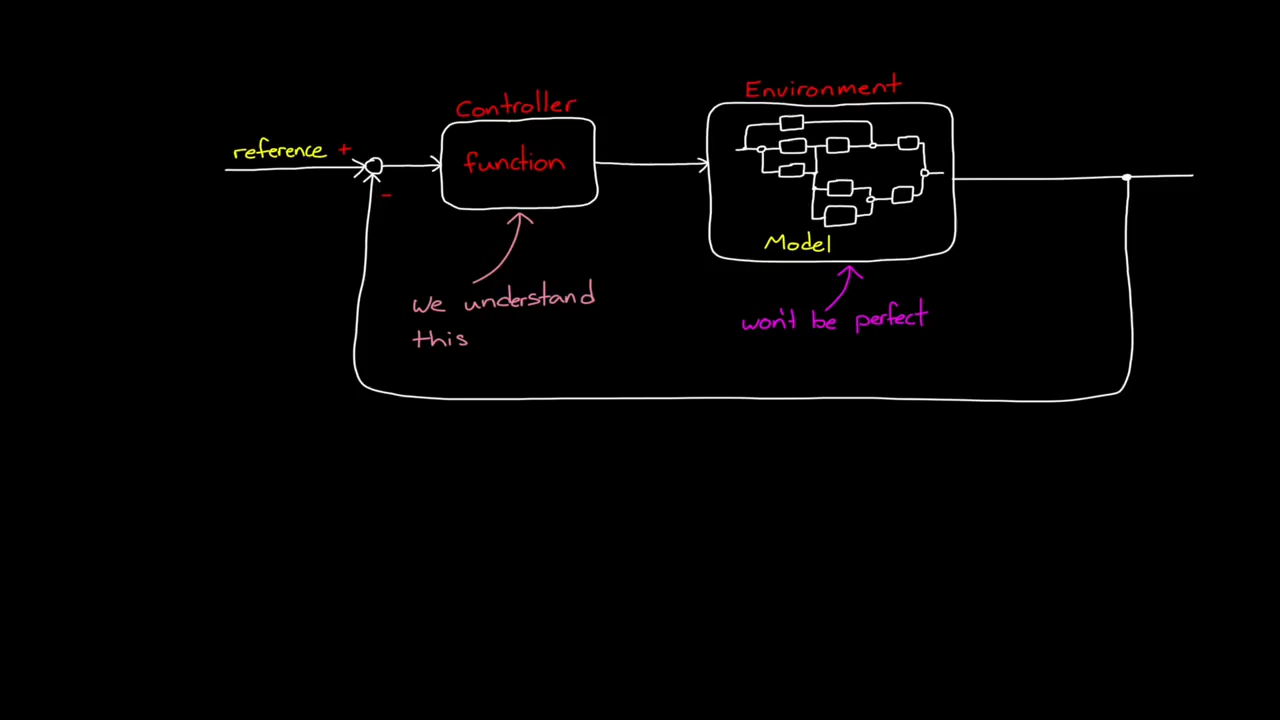 Environment
Controller
reference +
function
-
Model
we understand
this
won't be perfect